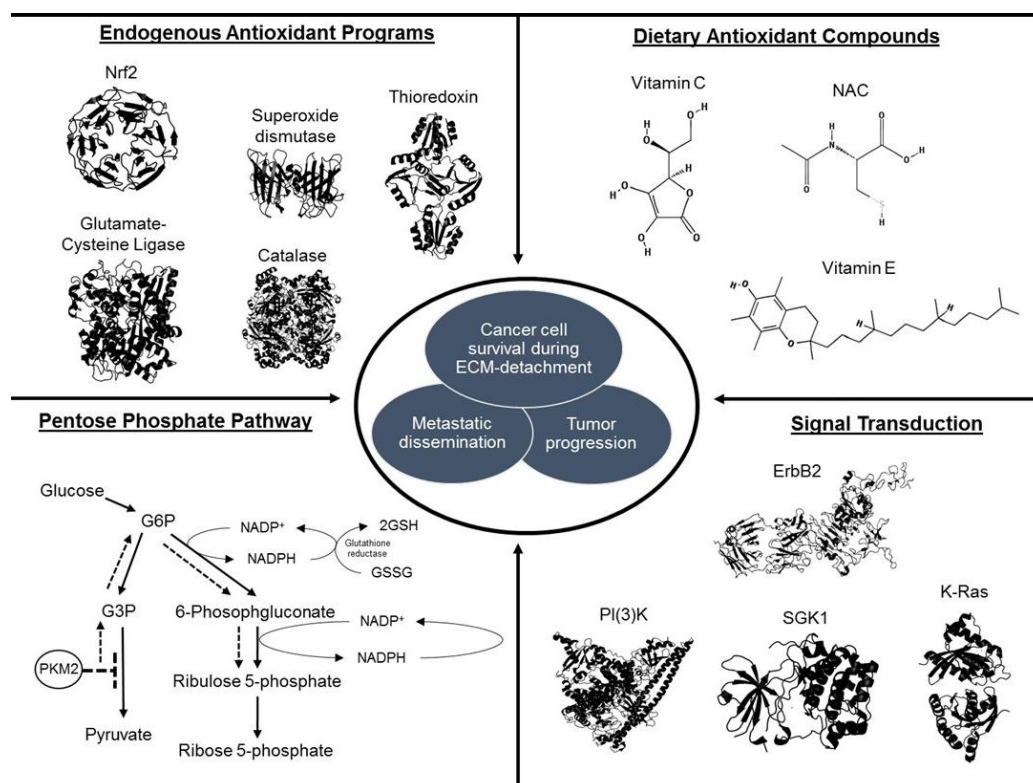 Endogenous Antioxidant Programs
Nrf2
Superoxide
dismutase
Thioredoxin
Glutamate-
Cysteine Ligase
Catalase
Dietary Antioxidant Compounds
Vitamin C
H
O
H
O
H
H
O
O
O
H
O
NAC
H
N
O
O
H
O
S
H
Vitamin E
H
O
H
H
O
Cancer cell
survival during
ECM-detachment
Metastatic
dissemination
Tumor
progression
Pentose Phosphate Pathway
Glucose
G6P
NADP+
NADPH
2GSH
Glutathione
reductase
GSSG
G3P
6-Phosophgluconate
NADP+
NADPH
PKM2
Ribulose 5-phosphate
Pyruvate
Ribose 5-phosphate
Signal Transduction
ErbB2
PI(3)K
SGK1
K-Ras